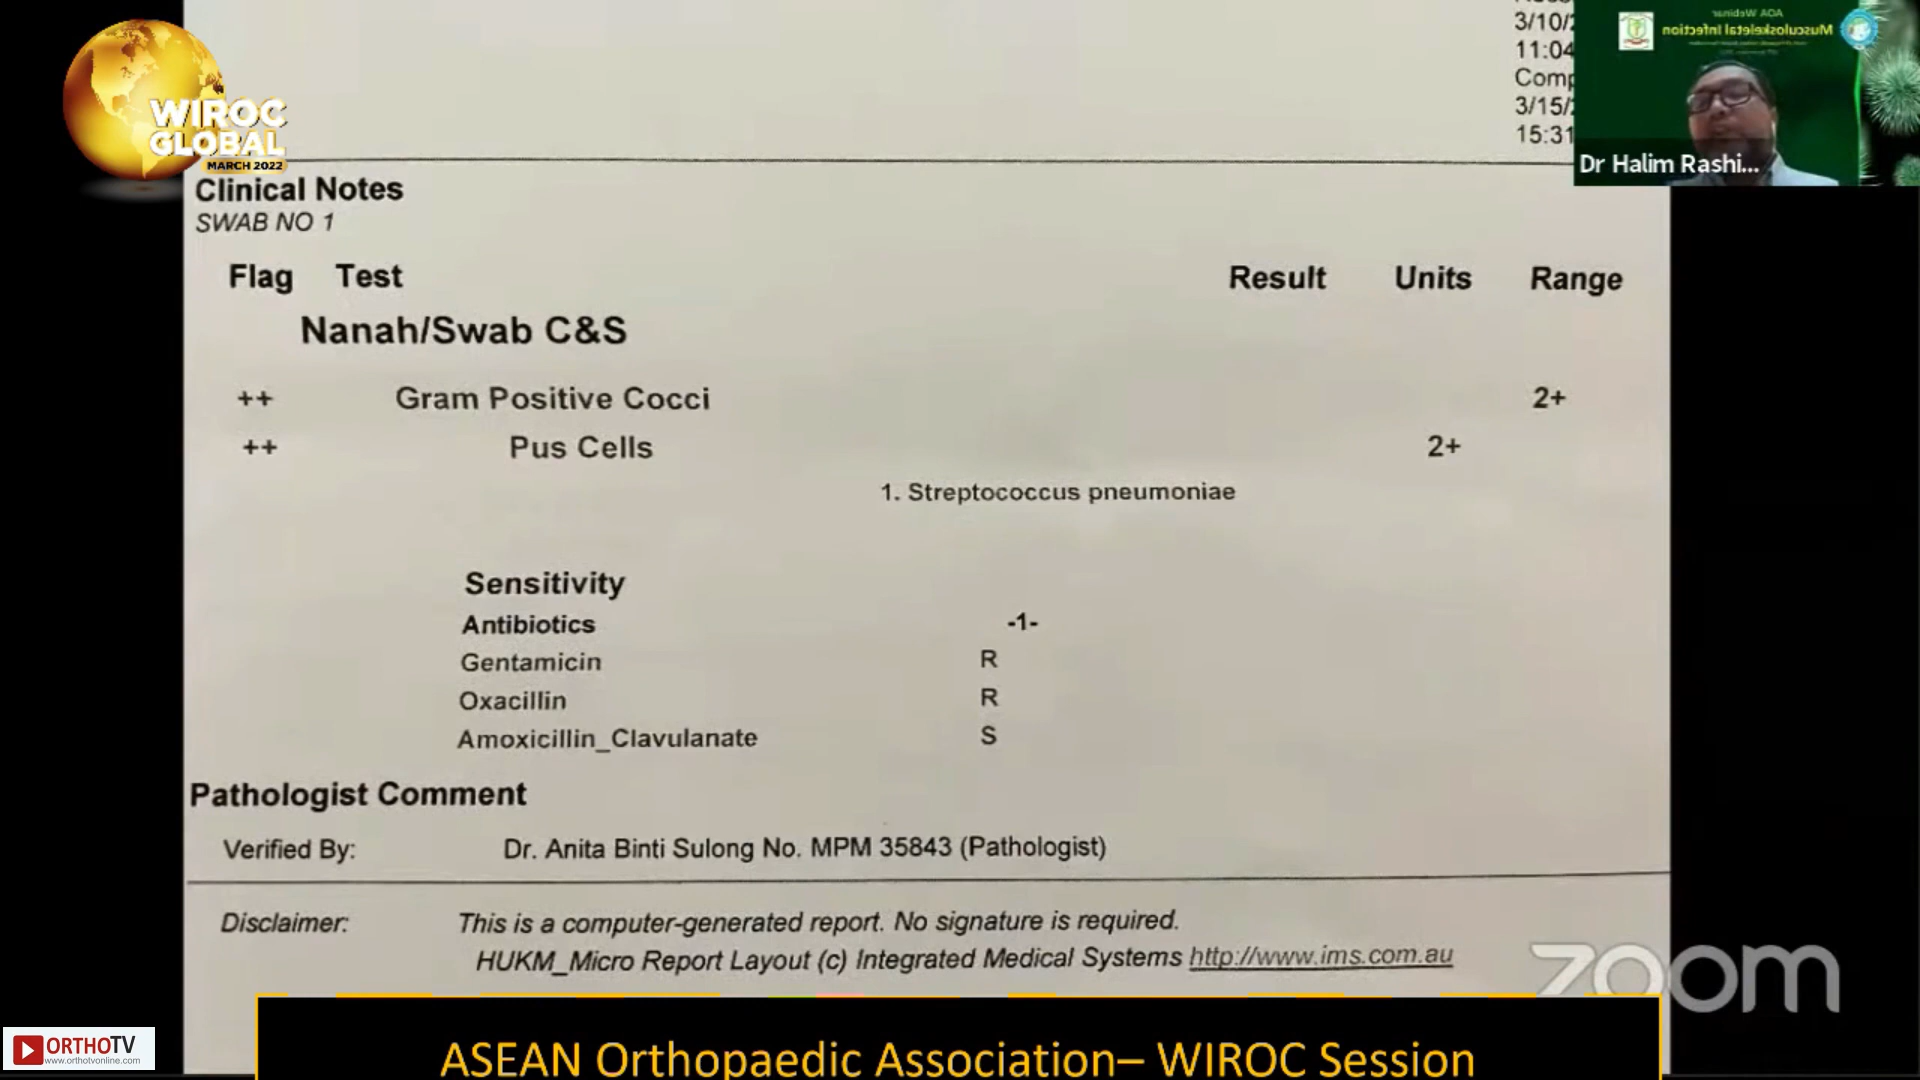 3/10/
11:04
Comp
3/15/
15:31
AOA Webinar
Musculoskeletal Infection
Dr Halim Rashi...
WIROC
GLOBAL
MARCH 2022
Clinical Notes
SWAB NO 1
Flag Test Result Units Range
Nanah/Swab C&S
++ Gram Positive Cocci 2+
++ Pus Cells 2+
1. Streptococcus pneumoniae
Sensitivity
Antibiotics -1-
Gentamicin R
Oxacillin R
Amoxicillin_Clavulanate S
Pathologist Comment
Verified By: Dr. Anita Binti Sulong No. MPM 35843 (Pathologist)
Disclaimer: This is a computer-generated report. No signature is required.
HUKM_Micro Report Layout (c) Integrated Medical Systems http://www.ims.com.au
zoom
ORTHOTV
www.orthotvonline.com
ASEAN Orthopaedic Association– WIROC Session